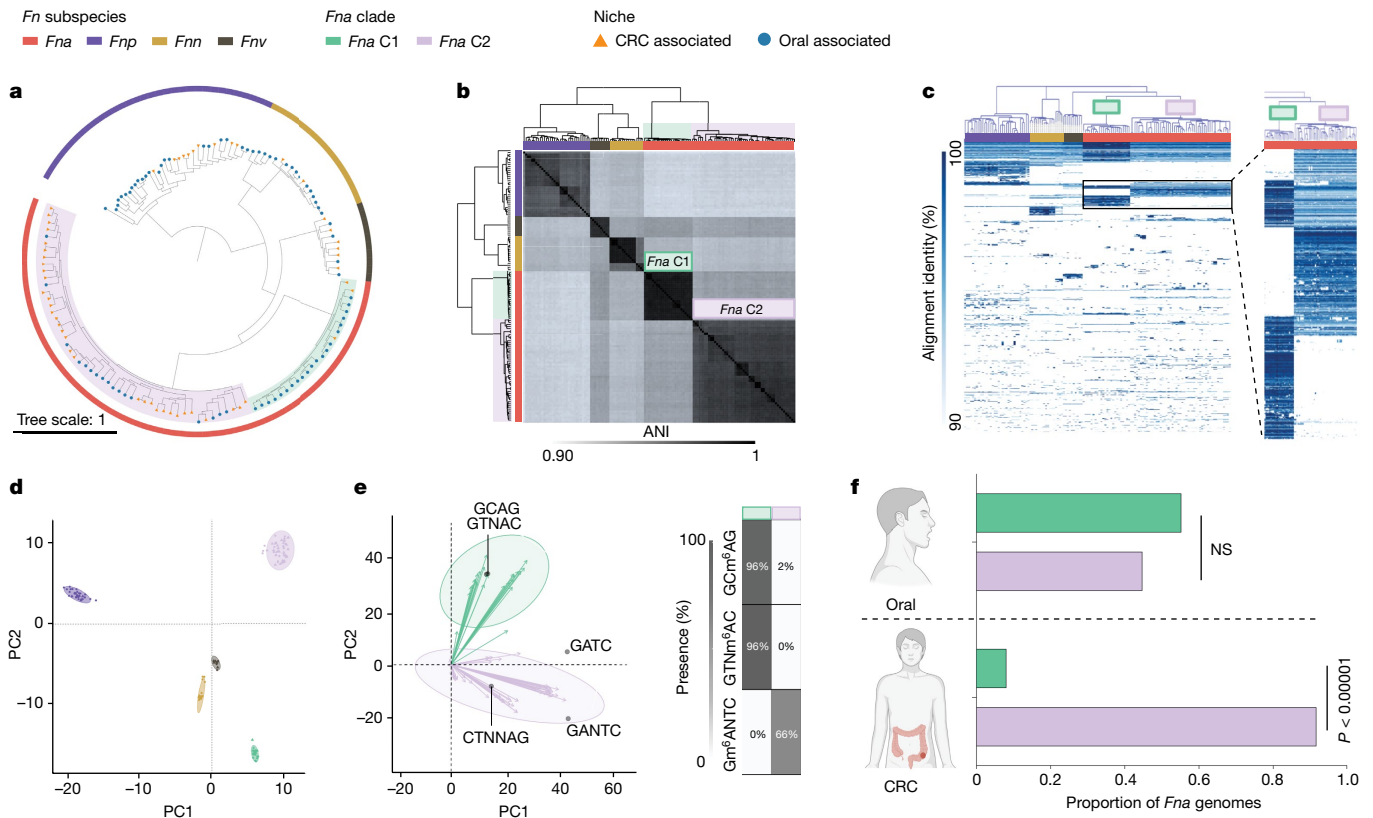 Fn subspecies
Fna Fnp Fnn Fnv
Fna clade
Fna C1 Fna C2
Niche
CRC associated Oral associated
a
Tree scale: 1
b
Fna C1
Fna C2
ANI
0.90 1
c
Alignment identity (%)
100
90
d
PC2
10
0
−10
−20 −10 0 10
PC1
e
GCAG
GTNAC
PC2
40
20
0
−20
GATC
CTNNAG
GANTC
−20 0 20 40 60
PC1
Presence (%)
100
0
GCm⁶AG
96% 2%
GTNm⁶AC
96% 0%
Gm⁶ANTC
0% 66%
f
Oral
NS
CRC
P < 0.00001
0 0.2 0.4 0.6 0.8 1.0
Proportion of Fna genomes